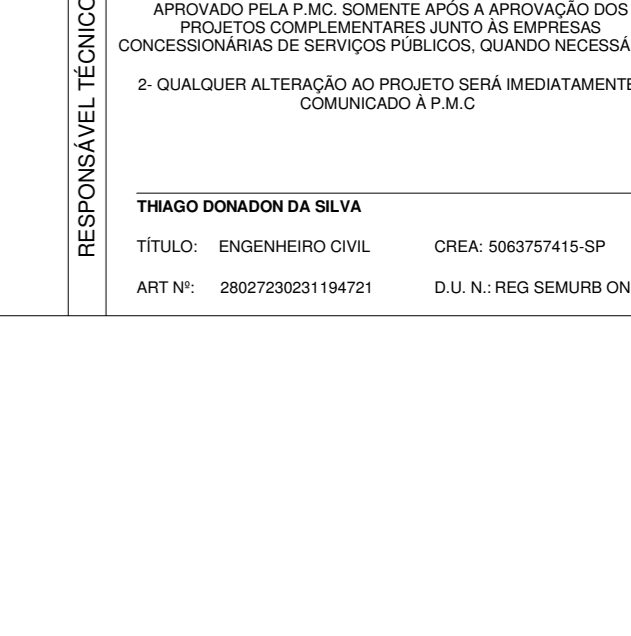 RESPONSÁVEL TÉCNICO
APROVADO PELA P.MC. SOMENTE APÓS A APROVAÇÃO DOS
PROJETOS COMPLEMENTARES JUNTO ÀS EMPRESAS
CONCESSIONÁRIAS DE SERVIÇOS PÚBLICOS, QUANDO NECESSÁ
2- QUALQUER ALTERAÇÃO AO PROJETO SERÁ IMEDIATAMENTE
COMUNICADO À P.M.C
THIAGO DONADON DA SILVA
TÍTULO: ENGENHEIRO CIVIL CREA: 5063757415-SP
ART Nº: 28027230231194721 D.U. N.: REG SEMURB ON